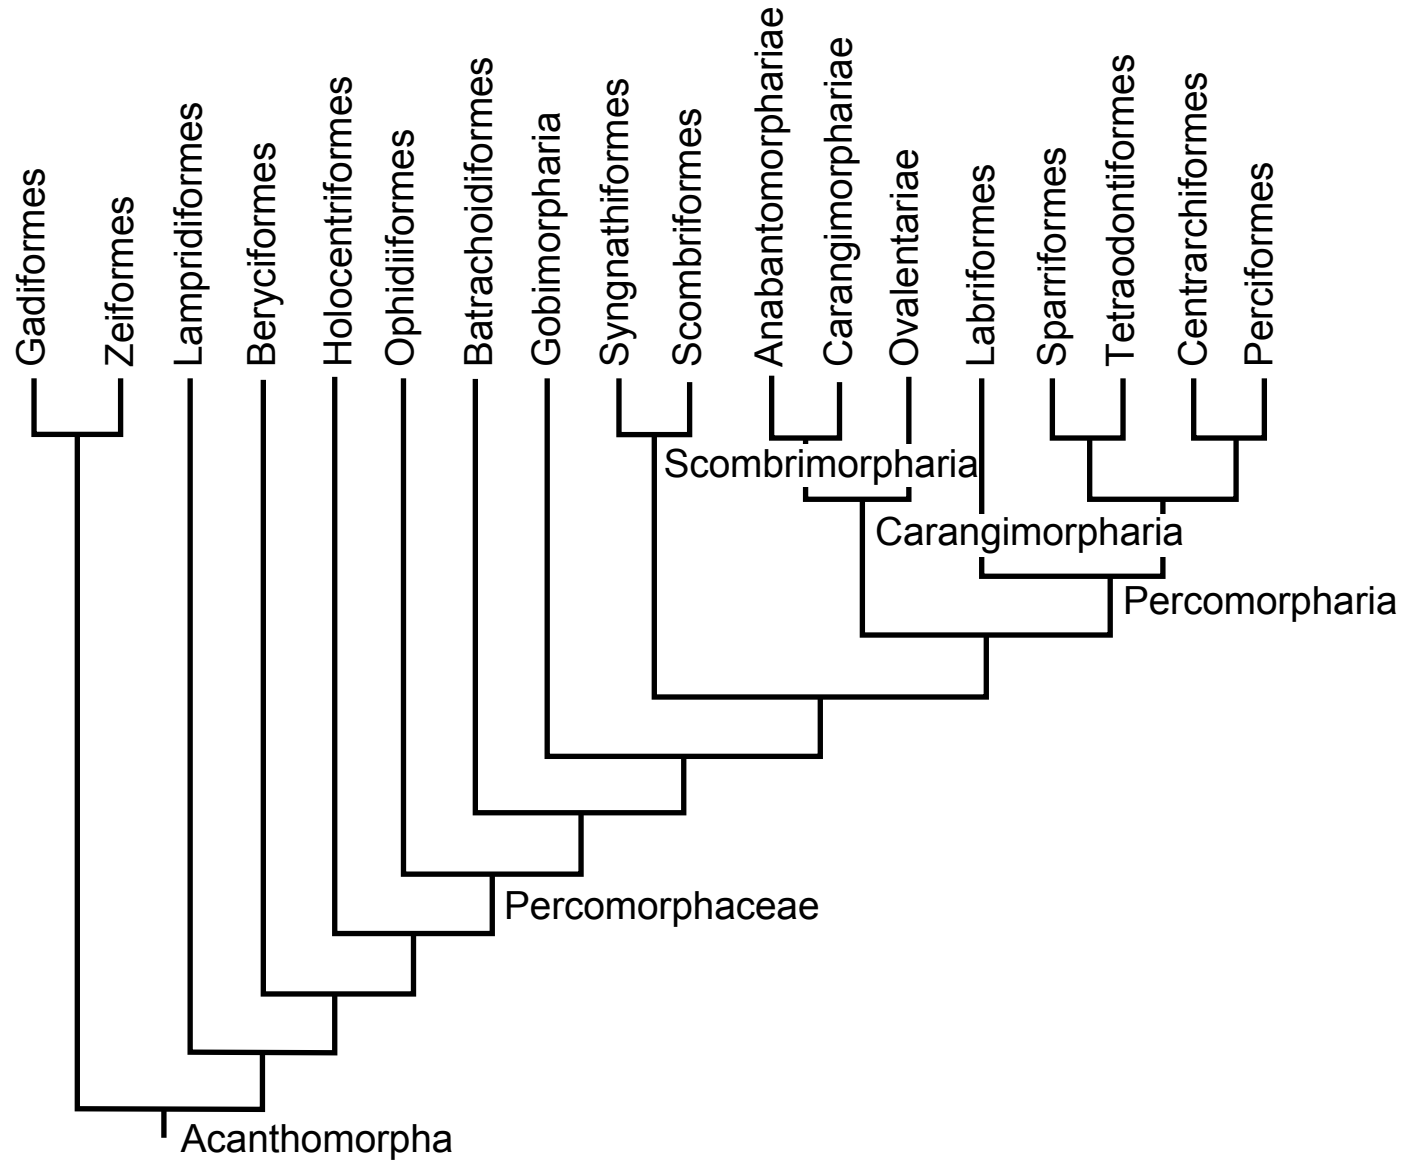 Gadiformes
Zeiformes
Lampridiformes
Beryciformes
Holocentriformes
Ophidiiformes
Batrachoidiformes
Gobimorpharia
Syngnathiformes
Scombriformes
Anabantomorphariae
Carangimorphariae
Ovalentariae
Labriformes
Spariformes
Tetraodontiformes
Centrarchiformes
Perciformes
Scombrimorpharia
Carangimorpharia
Percomorpharia
Percomorphaceae
Acanthomorpha